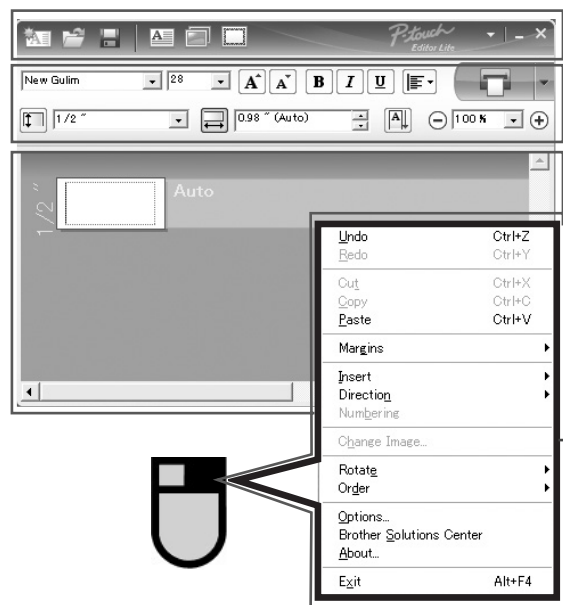 P-touch
Editor Lite
New Gulim 28 A A B I U
1/2 " 0.98 " (Auto) A 100 %
1/2 "
Auto
Undo Ctrl+Z
Redo Ctrl+Y
Cut Ctrl+X
Copy Ctrl+C
Paste Ctrl+V
Margins
Insert
Direction
Numbering
Change Image...
Rotate
Order
Options...
Brother Solutions Center
About...
Exit Alt+F4